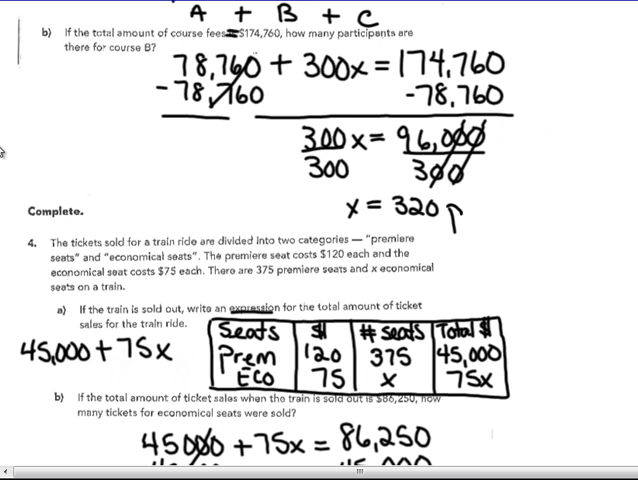 A + B + C
b) If the total amount of course fees = $174,760, how many participants are
there for course B?
78,760 + 300x = 174,760
- 78,760 -78,760
300x = 96,000
300 300
x = 320 p
Complete.
4. The tickets sold for a train ride are divided into two categories — "premiere
seats" and "economical seats". The premiere seat costs $120 each and the
economical seat costs $75 each. There are 375 premiere seats and x economical
seats on a train.
a) If the train is sold out, write an expression for the total amount of ticket
sales for the train ride.
Seats $ # seats Total $
45,000 + 75x Prem 120 375 45,000
Eco 75 x 75x
b) If the total amount of ticket sales when the train is sold out is $86,250, how
many tickets for economical seats were sold?
45000 + 75x = 86,250